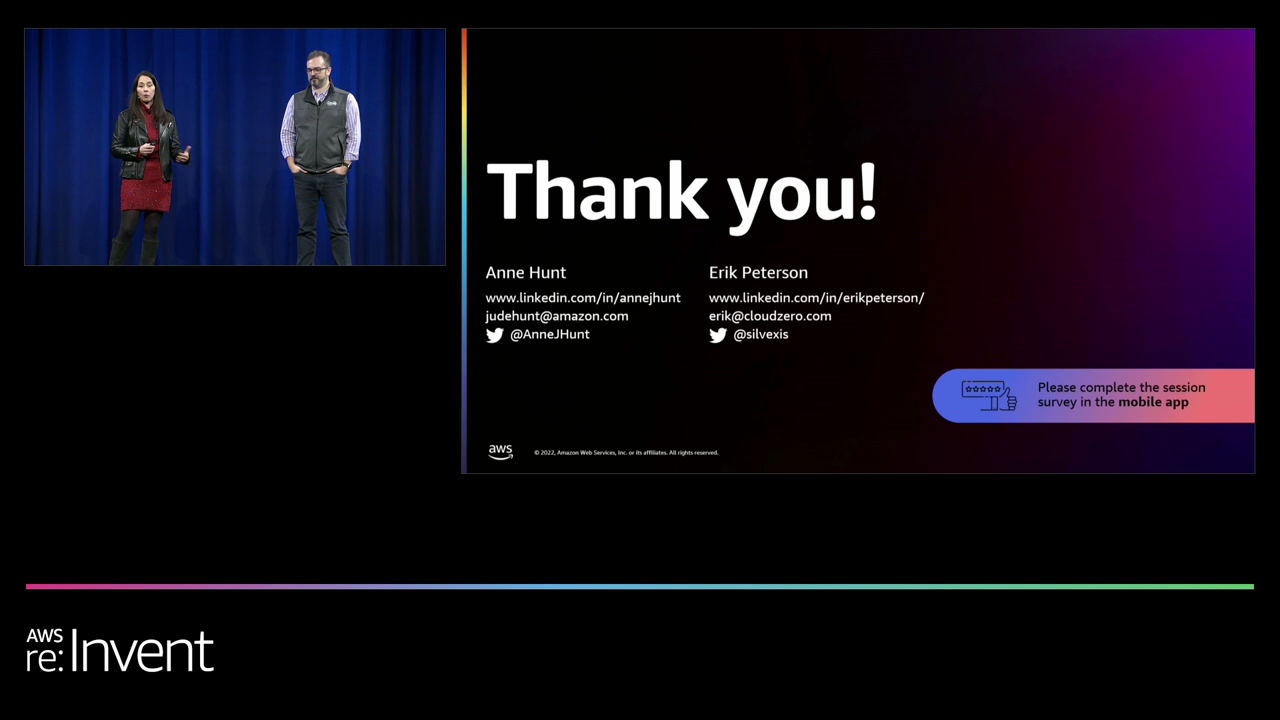 Thank you!
Anne Hunt
www.linkedin.com/in/annejhunt
judehunt@amazon.com
@AnneJHunt
Erik Peterson
www.linkedin.com/in/erikpeterson/
erik@cloudzero.com
@silvexis
Please complete the session
survey in the mobile app
aws
© 2022, Amazon Web Services, Inc. or its affiliates. All rights reserved.
AWS
re:Invent